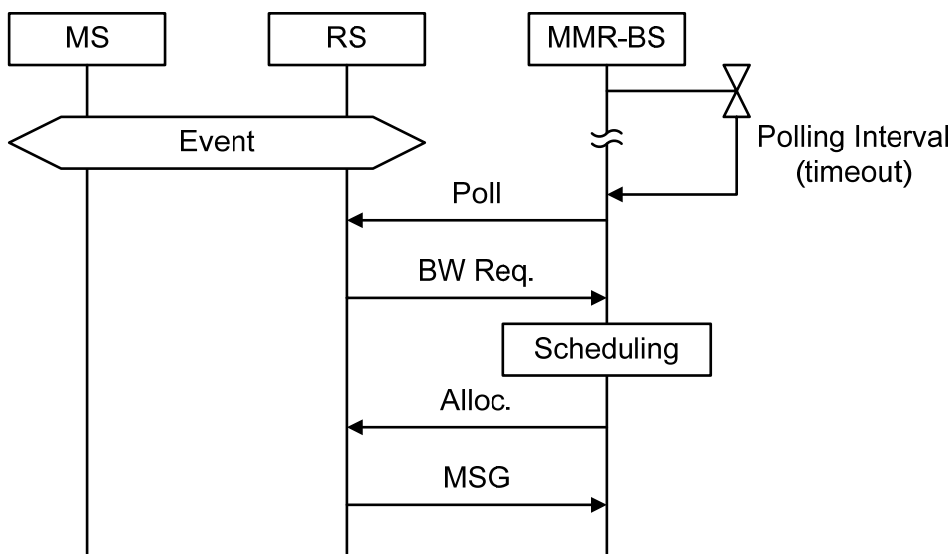 MS
RS
MMR-BS
Event
Polling Interval
(timeout)
Poll
BW Req.
Scheduling
Alloc.
MSG